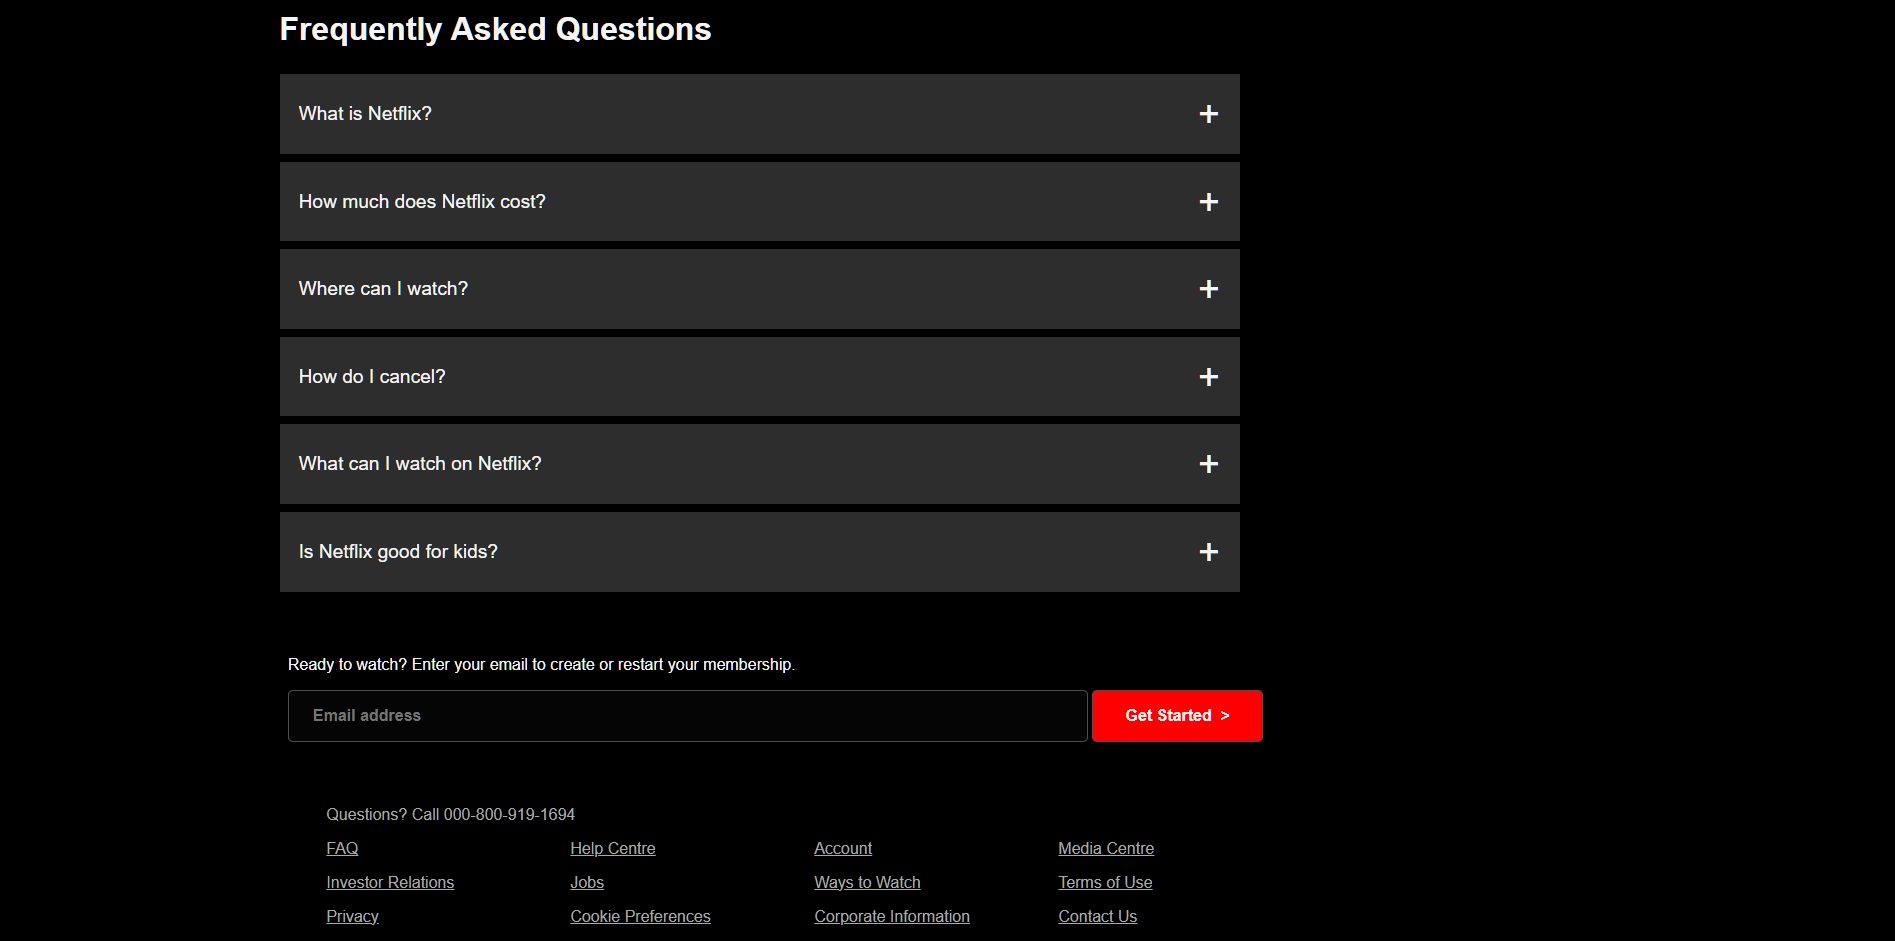 Frequently Asked Questions
What is Netflix? +
How much does Netflix cost? +
Where can I watch? +
How do I cancel? +
What can I watch on Netflix? +
Is Netflix good for kids? +
Ready to watch? Enter your email to create or restart your membership.
Email address Get Started >
Questions? Call 000-800-919-1694
FAQ Help Centre Account Media Centre
Investor Relations Jobs Ways to Watch Terms of Use
Privacy Cookie Preferences Corporate Information Contact Us